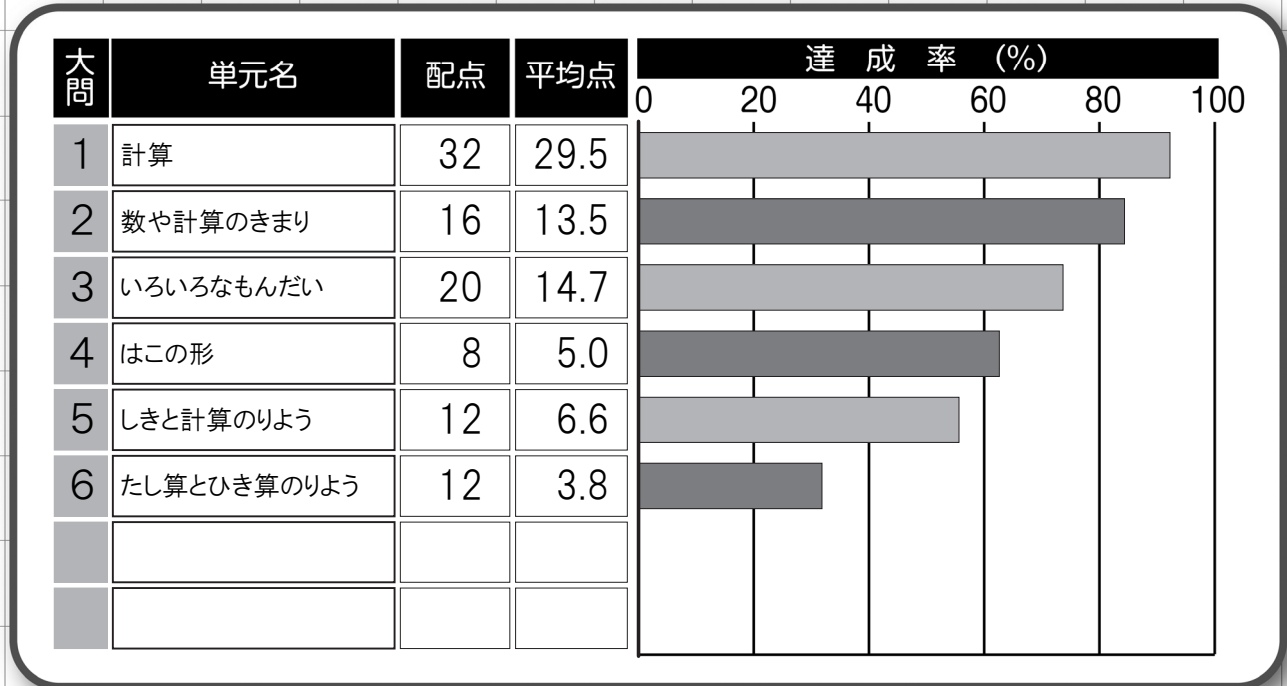 大問 単元名 配点 平均点 達成率 (%)
0 20 40 60 80 100
1 計算 32 29.5
2 数や計算のきまり 16 13.5
3 いろいろなもんだい 20 14.7
4 はこの形 8 5.0
5 しきと計算のりよう 12 6.6
6 たし算とひき算のりよう 12 3.8